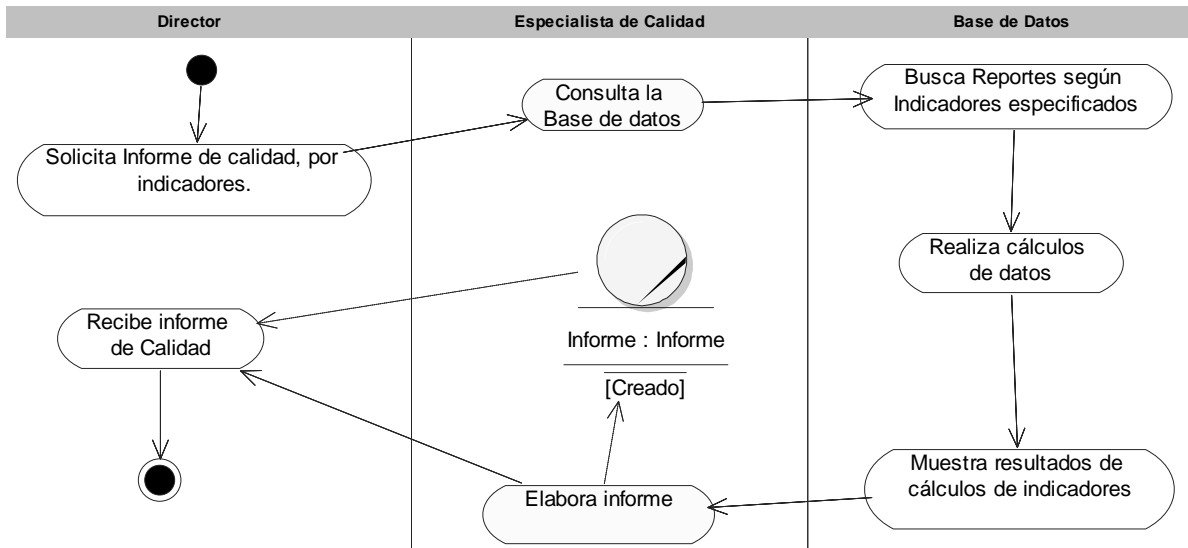 Director
Especialista de Calidad
Base de Datos
Consulta la
Base de datos
Busca Reportes según
Indicadores especificados
Solicita Informe de calidad, por
indicadores.
Realiza cálculos
de datos
Recibe informe
de Calidad
Informe : Informe
[Creado]
Muestra resultados de
cálculos de indicadores
Elabora informe